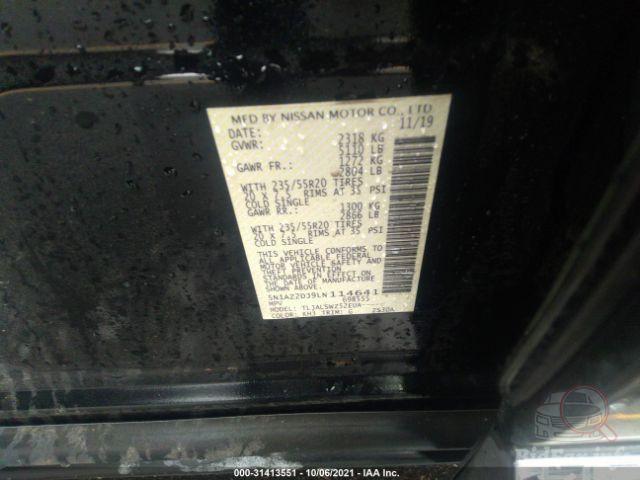 MFD BY NISSAN MOTOR CO., LTD
DATE: 11/19
GVWR: 2318 KG
5110 LB
GAWR FR.: 1272 KG
2804 LB
WITH 235/55R20 TIRES
20 X 7.5 RIMS AT 35 PSI
COLD SINGLE
GAWR RR.: 1300 KG
2866 LB
WITH 235/55R20 TIRES
20 X 7.5 RIMS AT 35 PSI
COLD SINGLE
THIS VEHICLE CONFORMS TO
ALL APPLICABLE FEDERAL
MOTOR VEHICLE SAFETY AND
IN EFFECT ON THE
DATE OF MANUFACTURE
SHOWN ABOVE.
5N1AZ2DJ9LN114641
MPV 698555
MODEL: TLJALSWZ52EUA
COLOR: KH3 TRIM: G
000-31413551 - 10/06/2021 - IAA Inc.